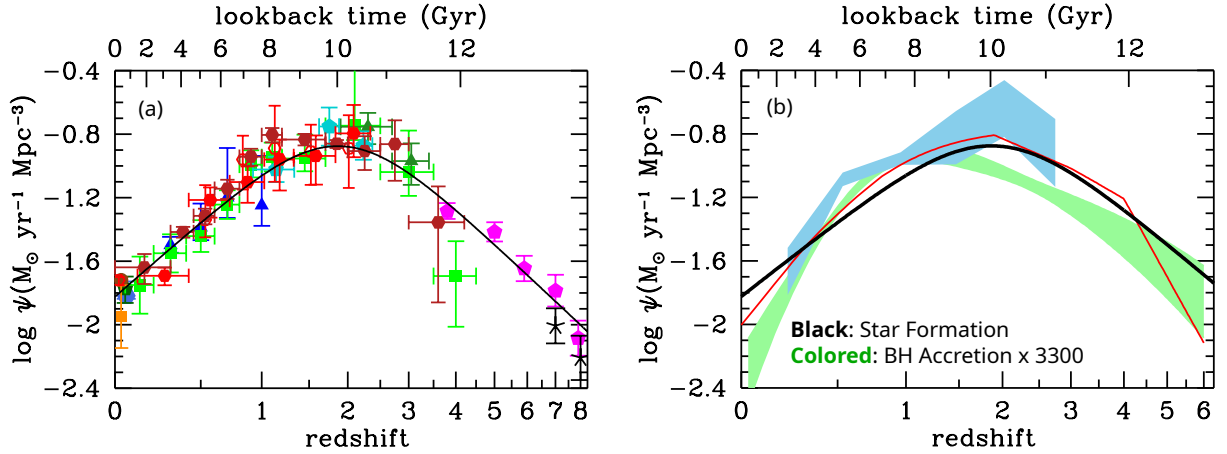 lookback time (Gyr)
0 2 4 6 8 10 12
(a)
log ψ(M⊙ yr⁻¹ Mpc⁻³)
−0.4
−0.8
−1.2
−1.6
−2
−2.4
0 1 2 3 4 5 6 7 8
redshift
lookback time (Gyr)
0 2 4 6 8 10 12
(b)
log ψ(M⊙ yr⁻¹ Mpc⁻³)
−0.4
−0.8
−1.2
−1.6
−2
−2.4
Black: Star Formation
Colored: BH Accretion x 3300
0 1 2 3 4 5 6
redshift